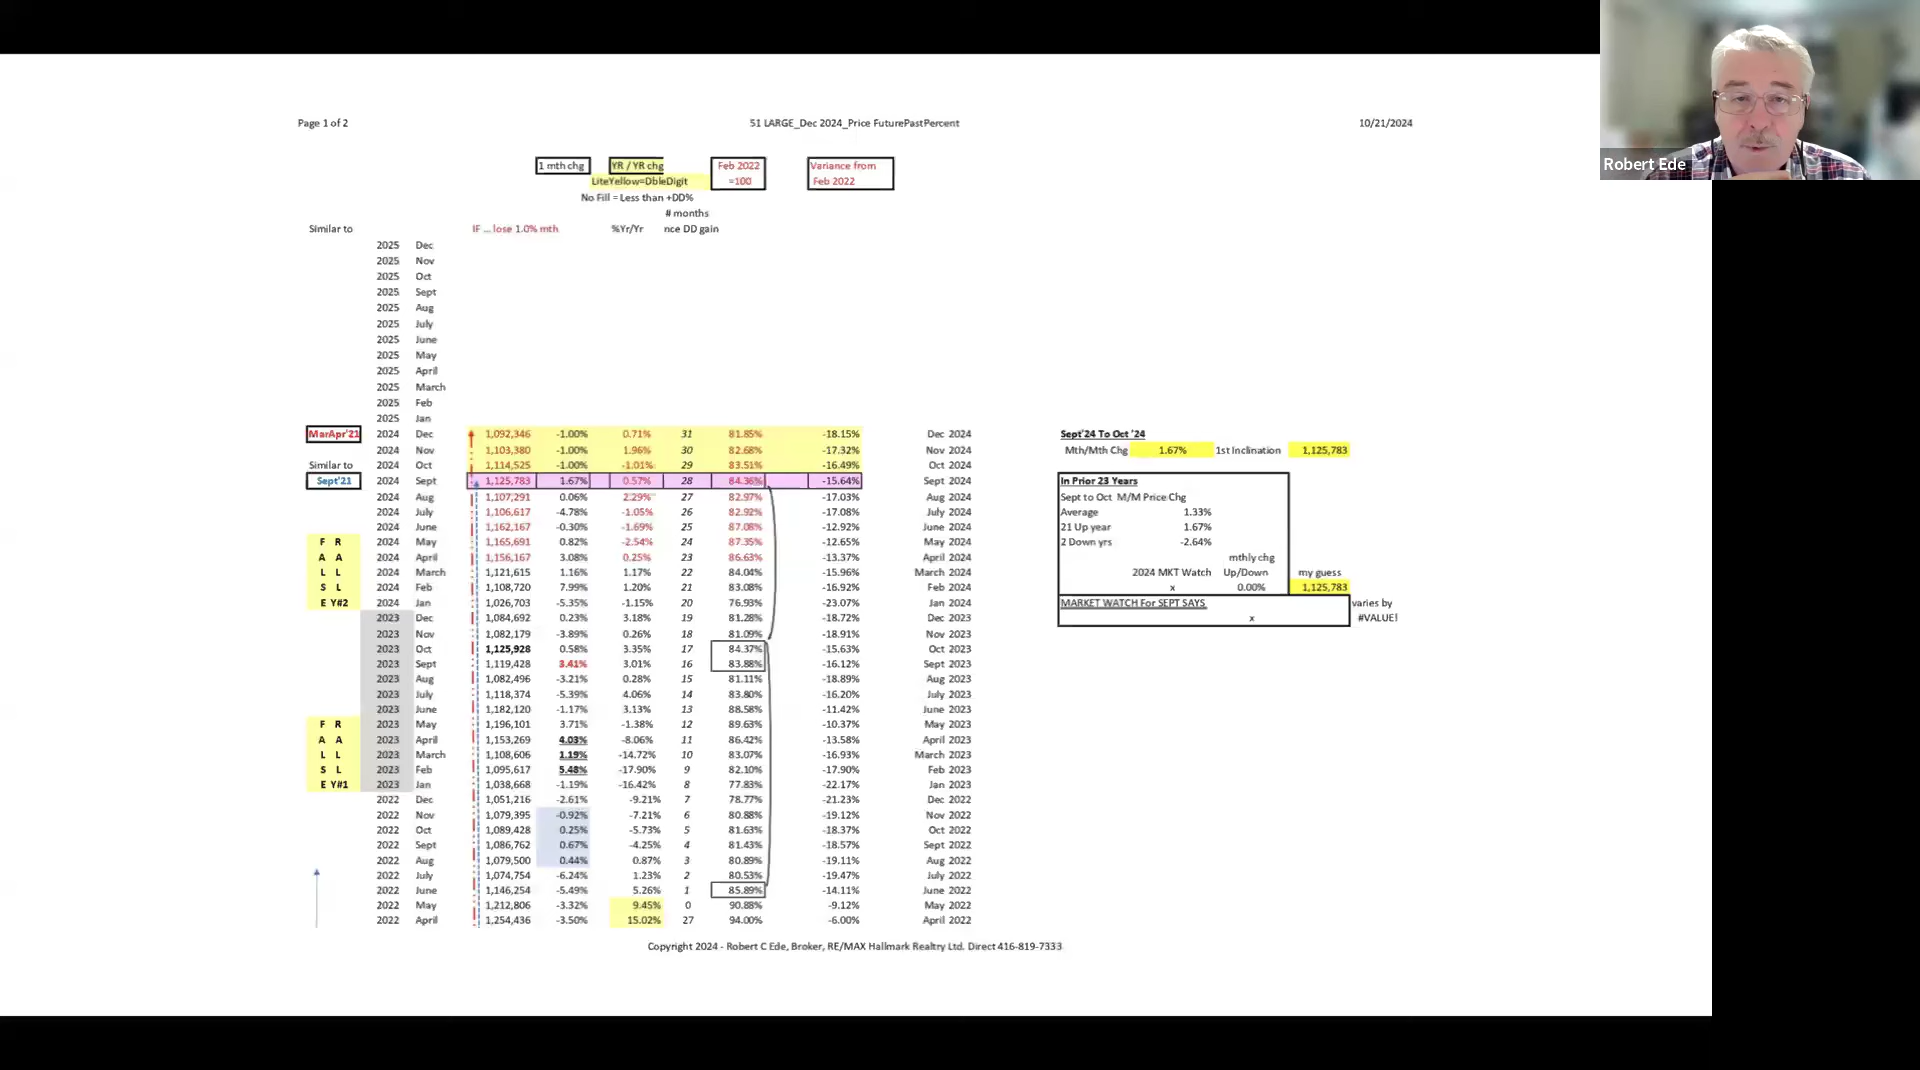 Robert Ede
Page 1 of 2 51 LARGE_Dec 2024_Price FuturePastPercent 10/21/2024
1 mth chg YR / YR chg Feb 2022 Variance from
LiteYellow=DbleDigit =100 Feb 2022
No Fill = Less than +DD%
# months
Similar to IF ... lose 1.0% mth %Yr/Yr nce DD gain
2025 Dec
2025 Nov
2025 Oct
2025 Sept
2025 Aug
2025 July
2025 June
2025 May
2025 April
2025 March
2025 Feb
2025 Jan
MarApr'21 2024 Dec 1,092,346 -1.00% 0.71% 31 81.85% -18.15% Dec 2024 Sept'24 To Oct '24
2024 Nov 1,103,380 -1.00% 1.96% 30 82.68% -17.32% Nov 2024 Mth/Mth Chg 1.67% 1st Inclination 1,125,783
Similar to 2024 Oct 1,114,525 -1.00% -1.01% 29 83.51% -16.49% Oct 2024
Sept'21 2024 Sept 1,125,783 1.67% 0.57% 28 84.36% -15.64% Sept 2024 In Prior 23 Years
2024 Aug 1,107,291 0.06% 2.29% 27 82.97% -17.03% Aug 2024 Sept to Oct M/M Price Chg
2024 July 1,106,617 -4.78% -1.05% 26 82.92% -17.08% July 2024 Average 1.33%
2024 June 1,162,167 -0.30% -1.69% 25 87.08% -12.92% June 2024 21 Up year 1.67%
F R 2024 May 1,165,691 0.82% -2.54% 24 87.35% -12.65% May 2024 2 Down yrs -2.64%
A A 2024 April 1,156,167 3.08% 0.25% 23 86.63% -13.37% April 2024 mthly chg
L L 2024 March 1,121,615 1.16% 1.17% 22 84.04% -15.96% March 2024 2024 MKT Watch Up/Down my guess
S L 2024 Feb 1,108,720 7.99% 1.20% 21 83.08% -16.92% Feb 2024 x 0.00% 1,125,783
E Y#2 2024 Jan 1,026,703 -5.35% -1.15% 20 76.93% -23.07% Jan 2024 MARKET WATCH For SEPT SAYS varies by
2023 Dec 1,084,692 0.23% 3.18% 19 81.28% -18.72% Dec 2023 x #VALUE!
2023 Nov 1,082,179 -3.89% 0.26% 18 81.09% -18.91% Nov 2023
2023 Oct 1,125,928 0.58% 3.35% 17 84.37% -15.63% Oct 2023
2023 Sept 1,119,428 3.41% 3.01% 16 83.88% -16.12% Sept 2023
2023 Aug 1,082,496 -3.21% 0.28% 15 81.11% -18.89% Aug 2023
2023 July 1,118,374 -5.39% 4.06% 14 83.80% -16.20% July 2023
2023 June 1,182,120 -1.17% 3.13% 13 88.58% -11.42% June 2023
F R 2023 May 1,196,101 3.71% -1.38% 12 89.63% -10.37% May 2023
A A 2023 April 1,153,269 4.03% -8.06% 11 86.42% -13.58% April 2023
L L 2023 March 1,108,606 1.19% -14.72% 10 83.07% -16.93% March 2023
S L 2023 Feb 1,095,617 5.48% -17.90% 9 82.10% -17.90% Feb 2023
E Y#1 2023 Jan 1,038,668 -1.19% -16.42% 8 77.83% -22.17% Jan 2023
2022 Dec 1,051,216 -2.61% -9.21% 7 78.77% -21.23% Dec 2022
2022 Nov 1,079,395 -0.92% -7.21% 6 80.88% -19.12% Nov 2022
2022 Oct 1,089,428 0.25% -5.73% 5 81.63% -18.37% Oct 2022
2022 Sept 1,086,762 0.67% -4.25% 4 81.43% -18.57% Sept 2022
2022 Aug 1,079,500 0.44% 0.87% 3 80.89% -19.11% Aug 2022
2022 July 1,074,754 -6.24% 1.23% 2 80.53% -19.47% July 2022
2022 June 1,146,254 -5.49% 5.26% 1 85.89% -14.11% June 2022
2022 May 1,212,806 -3.32% 9.45% 0 90.88% -9.12% May 2022
2022 April 1,254,436 -3.50% 15.02% 27 94.00% -6.00% April 2022
Copyright 2024 - Robert C Ede, Broker, RE/MAX Hallmark Realtry Ltd. Direct 416-819-7333